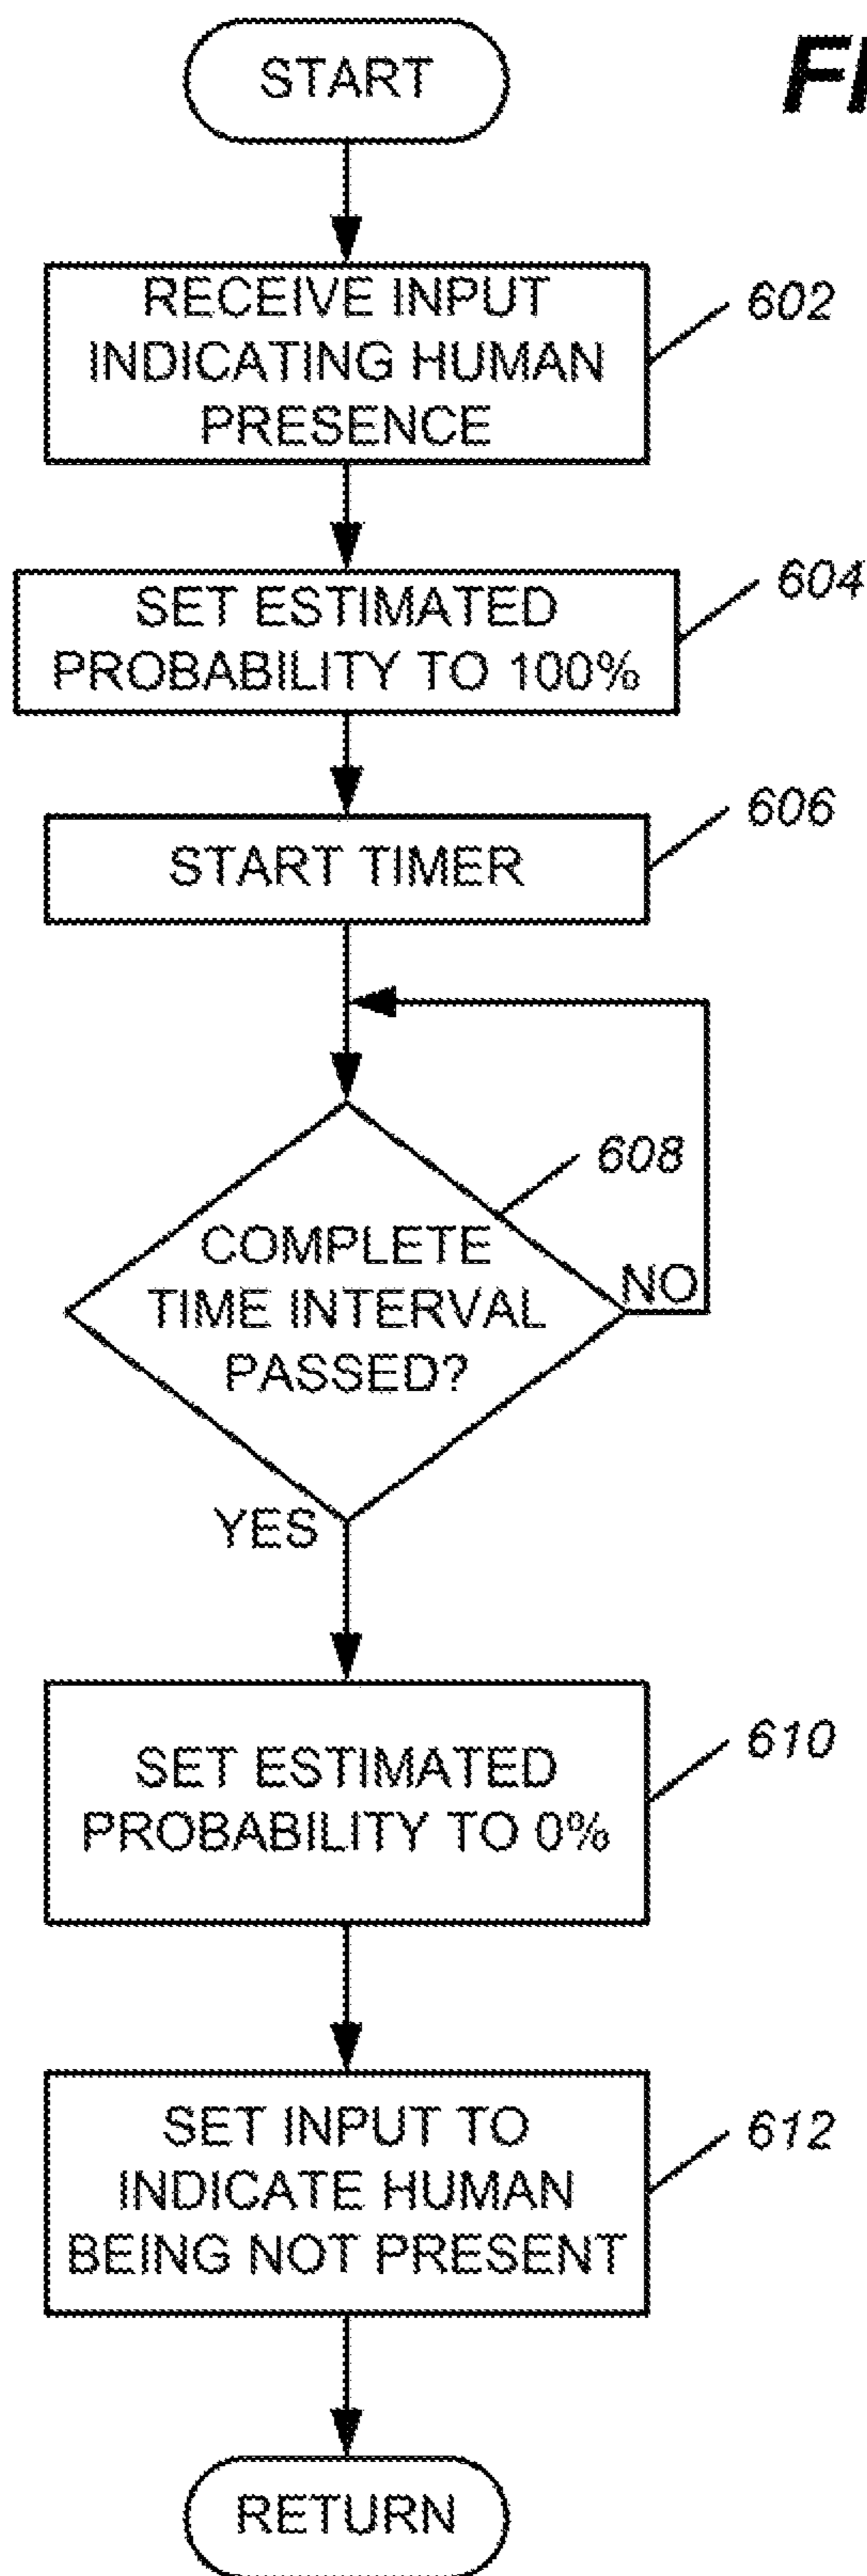 START
RECEIVE INPUT
INDICATING HUMAN
PRESENCE
602
SET ESTIMATED
PROBABILITY TO 100%
604
START TIMER
606
608
COMPLETE
TIME INTERVAL
PASSED?
NO
YES
SET ESTIMATED
PROBABILITY TO 0%
610
SET INPUT TO
INDICATE HUMAN
BEING NOT PRESENT
612
RETURN